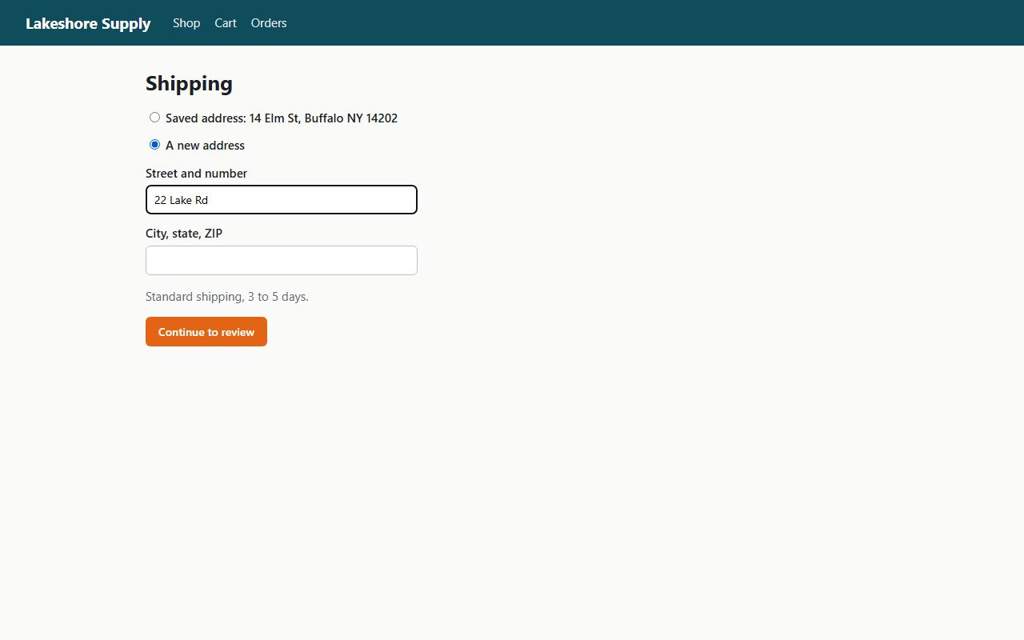 Lakeshore Supply Shop Cart Orders
Shipping
Saved address: 14 Elm St, Buffalo NY 14202
A new address
Street and number
22 Lake Rd
City, state, ZIP
Standard shipping, 3 to 5 days.
Continue to review